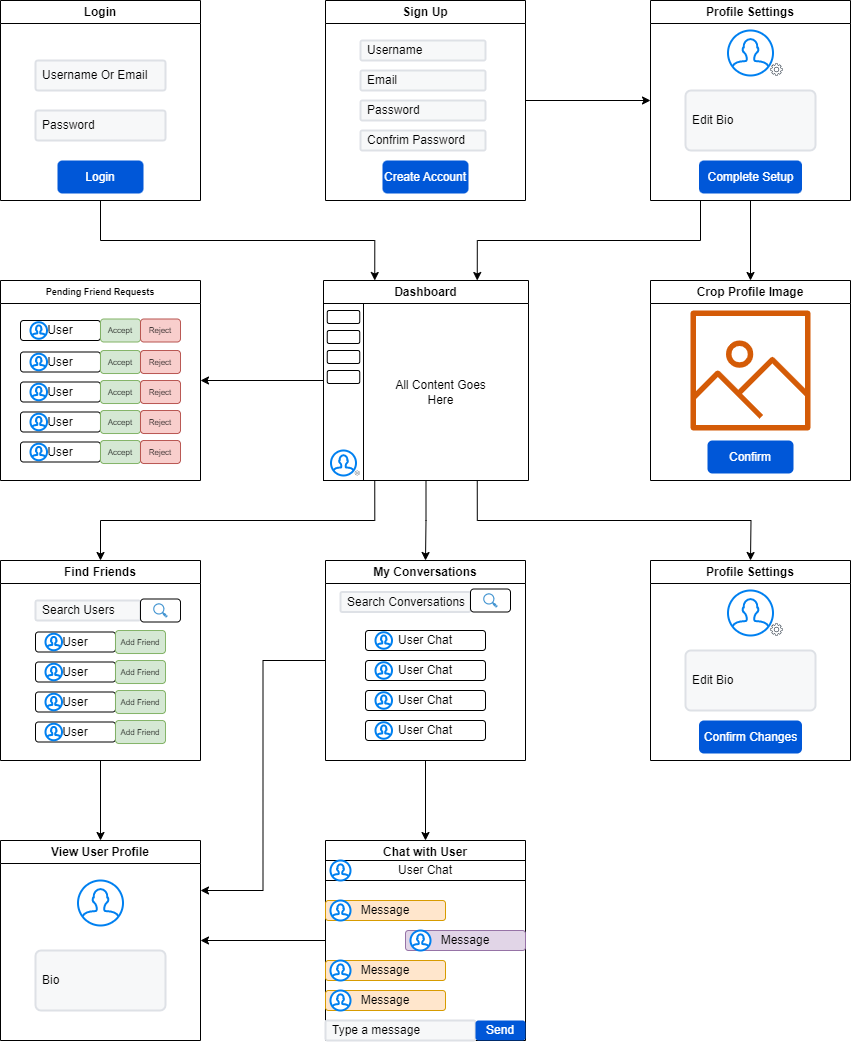 Login
Username Or Email
Password
Login
Sign Up
Username
Email
Password
Confrim Password
Create Account
Profile Settings
Edit Bio
Complete Setup
Pending Friend Requests
User Accept Reject
User Accept Reject
User Accept Reject
User Accept Reject
User Accept Reject
Dashboard
All Content Goes
Here
Crop Profile Image
Confirm
Find Friends
Search Users
User Add Friend
User Add Friend
User Add Friend
User Add Friend
My Conversations
Search Conversations
User Chat
User Chat
User Chat
User Chat
Profile Settings
Edit Bio
Confirm Changes
View User Profile
Bio
Chat with User
User Chat
Message
Message
Message
Message
Type a message Send